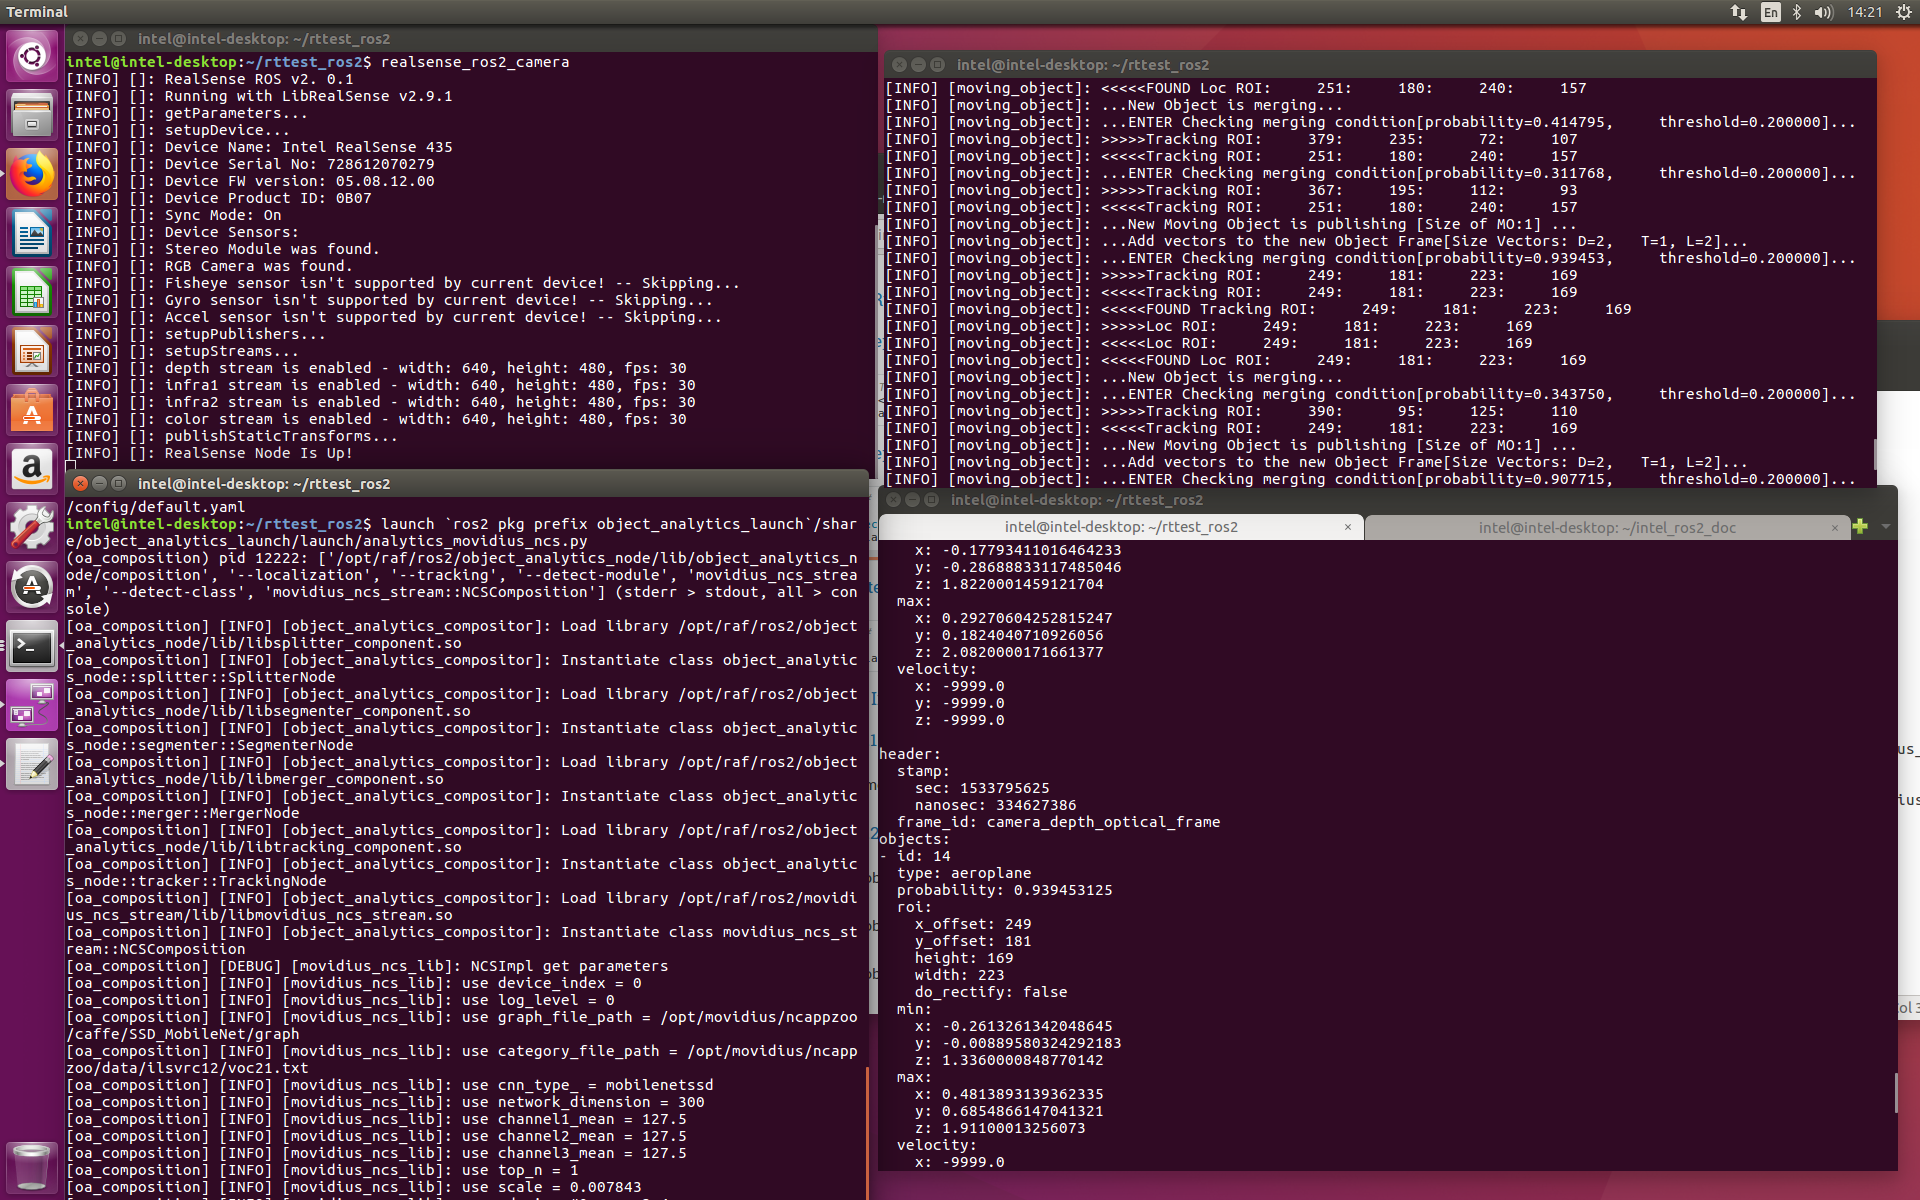 Terminal
En
14:21
intel@intel-desktop: ~/rttest_ros2
intel@intel-desktop:~/rttest_ros2$ realsense_ros2_camera
[INFO] []: RealSense ROS v2. 0.1
[INFO] []: Running with LibRealSense v2.9.1
[INFO] []: getParameters...
[INFO] []: setupDevice...
[INFO] []: Device Name: Intel RealSense 435
[INFO] []: Device Serial No: 728612070279
[INFO] []: Device FW version: 05.08.12.00
[INFO] []: Device Product ID: 0B07
[INFO] []: Sync Mode: On
[INFO] []: Device Sensors:
[INFO] []: Stereo Module was found.
[INFO] []: RGB Camera was found.
[INFO] []: Fisheye sensor isn't supported by current device! -- Skipping...
[INFO] []: Gyro sensor isn't supported by current device! -- Skipping...
[INFO] []: Accel sensor isn't supported by current device! -- Skipping...
[INFO] []: setupPublishers...
[INFO] []: setupStreams...
[INFO] []: depth stream is enabled - width: 640, height: 480, fps: 30
[INFO] []: infra1 stream is enabled - width: 640, height: 480, fps: 30
[INFO] []: infra2 stream is enabled - width: 640, height: 480, fps: 30
[INFO] []: color stream is enabled - width: 640, height: 480, fps: 30
[INFO] []: publishStaticTransforms...
[INFO] []: RealSense Node Is Up!
intel@intel-desktop: ~/rttest_ros2
/config/default.yaml
intel@intel-desktop:~/rttest_ros2$ launch `ros2 pkg prefix object_analytics_launch`/shar
e/object_analytics_launch/launch/analytics_movidius_ncs.py
(oa_composition) pid 12222: ['/opt/raf/ros2/object_analytics_node/lib/object_analytics_n
ode/composition', '--localization', '--tracking', '--detect-module', 'movidius_ncs_strea
m', '--detect-class', 'movidius_ncs_stream::NCSComposition'] (stderr > stdout, all > con
sole)
[oa_composition] [INFO] [object_analytics_compositor]: Load library /opt/raf/ros2/object
_analytics_node/lib/libsplitter_component.so
[oa_composition] [INFO] [object_analytics_compositor]: Instantiate class object_analytic
s_node::splitter::SplitterNode
[oa_composition] [INFO] [object_analytics_compositor]: Load library /opt/raf/ros2/object
_analytics_node/lib/libsegmenter_component.so
[oa_composition] [INFO] [object_analytics_compositor]: Instantiate class object_analytic
s_node::segmenter::SegmenterNode
[oa_composition] [INFO] [object_analytics_compositor]: Load library /opt/raf/ros2/object
_analytics_node/lib/libmerger_component.so
[oa_composition] [INFO] [object_analytics_compositor]: Instantiate class object_analytic
s_node::merger::MergerNode
[oa_composition] [INFO] [object_analytics_compositor]: Load library /opt/raf/ros2/object
_analytics_node/lib/libtracking_component.so
[oa_composition] [INFO] [object_analytics_compositor]: Instantiate class object_analytic
s_node::tracker::TrackingNode
[oa_composition] [INFO] [object_analytics_compositor]: Load library /opt/raf/ros2/movidi
us_ncs_stream/lib/libmovidius_ncs_stream.so
[oa_composition] [INFO] [object_analytics_compositor]: Instantiate class movidius_ncs_st
ream::NCSComposition
[oa_composition] [DEBUG] [movidius_ncs_lib]: NCSImpl get parameters
[oa_composition] [INFO] [movidius_ncs_lib]: use device_index = 0
[oa_composition] [INFO] [movidius_ncs_lib]: use log_level = 0
[oa_composition] [INFO] [movidius_ncs_lib]: use graph_file_path = /opt/movidius/ncappzoo
/caffe/SSD_MobileNet/graph
[oa_composition] [INFO] [movidius_ncs_lib]: use category_file_path = /opt/movidius/ncapp
zoo/data/ilsvrc12/voc21.txt
[oa_composition] [INFO] [movidius_ncs_lib]: use cnn_type_ = mobilenetssd
[oa_composition] [INFO] [movidius_ncs_lib]: use network_dimension = 300
[oa_composition] [INFO] [movidius_ncs_lib]: use channel1_mean = 127.5
[oa_composition] [INFO] [movidius_ncs_lib]: use channel2_mean = 127.5
[oa_composition] [INFO] [movidius_ncs_lib]: use channel3_mean = 127.5
[oa_composition] [INFO] [movidius_ncs_lib]: use top_n = 1
[oa_composition] [INFO] [movidius_ncs_lib]: use scale = 0.007843
intel@intel-desktop: ~/rttest_ros2
[INFO] [moving_object]: <<<<<FOUND Loc ROI: 251: 180: 240: 157
[INFO] [moving_object]: ...New Object is merging...
[INFO] [moving_object]: ...ENTER Checking merging condition[probability=0.414795, threshold=0.200000]...
[INFO] [moving_object]: >>>>>Tracking ROI: 379: 235: 72: 107
[INFO] [moving_object]: <<<<<Tracking ROI: 251: 180: 240: 157
[INFO] [moving_object]: ...ENTER Checking merging condition[probability=0.311768, threshold=0.200000]...
[INFO] [moving_object]: >>>>>Tracking ROI: 367: 195: 112: 93
[INFO] [moving_object]: <<<<<Tracking ROI: 251: 180: 240: 157
[INFO] [moving_object]: ...New Moving Object is publishing [Size of MO:1] ...
[INFO] [moving_object]: ...Add vectors to the new Object Frame[Size Vectors: D=2, T=1, L=2]...
[INFO] [moving_object]: ...ENTER Checking merging condition[probability=0.939453, threshold=0.200000]...
[INFO] [moving_object]: >>>>>Tracking ROI: 249: 181: 223: 169
[INFO] [moving_object]: <<<<<Tracking ROI: 249: 181: 223: 169
[INFO] [moving_object]: <<<<<FOUND Tracking ROI: 249: 181: 223: 169
[INFO] [moving_object]: >>>>>Loc ROI: 249: 181: 223: 169
[INFO] [moving_object]: <<<<<Loc ROI: 249: 181: 223: 169
[INFO] [moving_object]: <<<<<FOUND Loc ROI: 249: 181: 223: 169
[INFO] [moving_object]: ...New Object is merging...
[INFO] [moving_object]: ...ENTER Checking merging condition[probability=0.343750, threshold=0.200000]...
[INFO] [moving_object]: >>>>>Tracking ROI: 390: 95: 125: 110
[INFO] [moving_object]: <<<<<Tracking ROI: 249: 181: 223: 169
[INFO] [moving_object]: ...New Moving Object is publishing [Size of MO:1] ...
[INFO] [moving_object]: ...Add vectors to the new Object Frame[Size Vectors: D=2, T=1, L=2]...
[INFO] [moving_object]: ...ENTER Checking merging condition[probability=0.907715, threshold=0.200000]...
intel@intel-desktop: ~/rttest_ros2
intel@intel-desktop: ~/rttest_ros2
intel@intel-desktop: ~/intel_ros2_doc
x: -0.17793411016464233
y: -0.28688833117485046
z: 1.8220001459121704
max:
x: 0.29270604252815247
y: 0.1824040710926056
z: 2.0820000171661377
velocity:
x: -9999.0
y: -9999.0
z: -9999.0
header:
stamp:
sec: 1533795625
nanosec: 334627386
frame_id: camera_depth_optical_frame
objects:
- id: 14
type: aeroplane
probability: 0.939453125
roi:
x_offset: 249
y_offset: 181
height: 169
width: 223
do_rectify: false
min:
x: -0.2613261342048645
y: -0.00889580324292183
z: 1.3360000848770142
max:
x: 0.4813893139362335
y: 0.6854866147041321
z: 1.91100013256073
velocity:
x: -9999.0